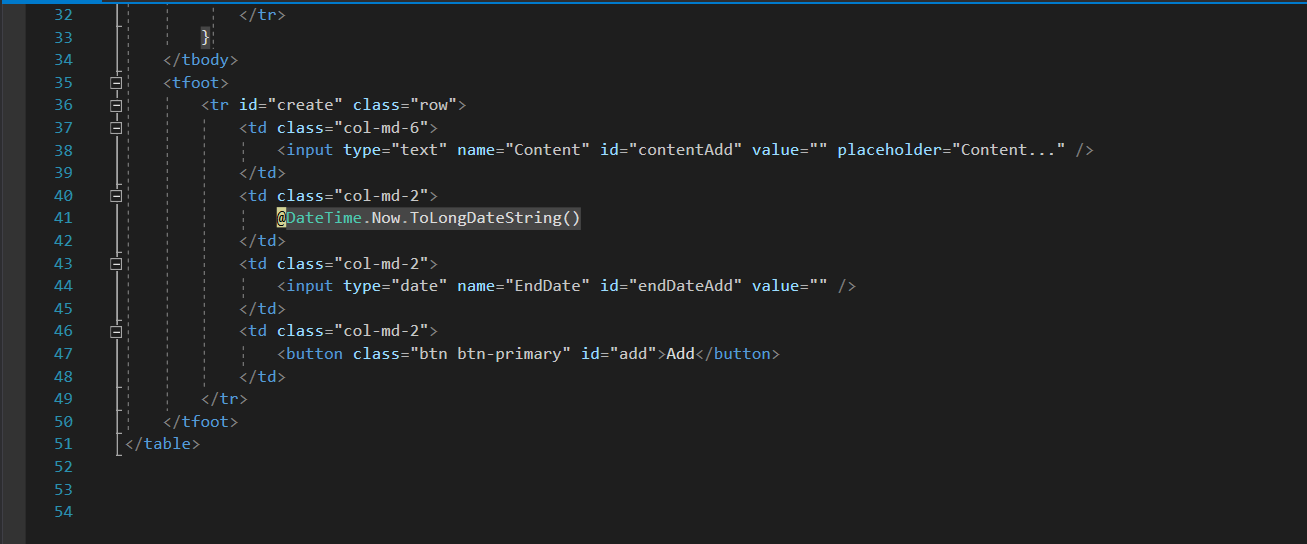 32 </tr>
33 }
34 </tbody>
35 <tfoot>
36 <tr id="create" class="row">
37 <td class="col-md-6">
38 <input type="text" name="Content" id="contentAdd" value="" placeholder="Content..." />
39 </td>
40 <td class="col-md-2">
41 @DateTime.Now.ToLongDateString()
42 </td>
43 <td class="col-md-2">
44 <input type="date" name="EndDate" id="endDateAdd" value="" />
45 </td>
46 <td class="col-md-2">
47 <button class="btn btn-primary" id="add">Add</button>
48 </td>
49 </tr>
50 </tfoot>
51 </table>
52
53
54